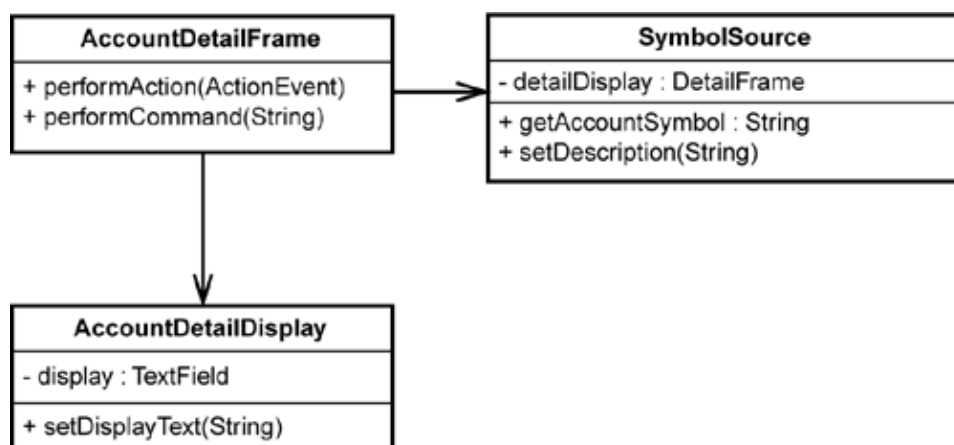 AccountDetailFrame
+ performAction(ActionEvent)
+ performCommand(String)
SymbolSource
- detailDisplay : DetailFrame
+ getAccountSymbol : String
+ setDescription(String)
AccountDetailDisplay
- display : TextField
+ setDisplayText(String)